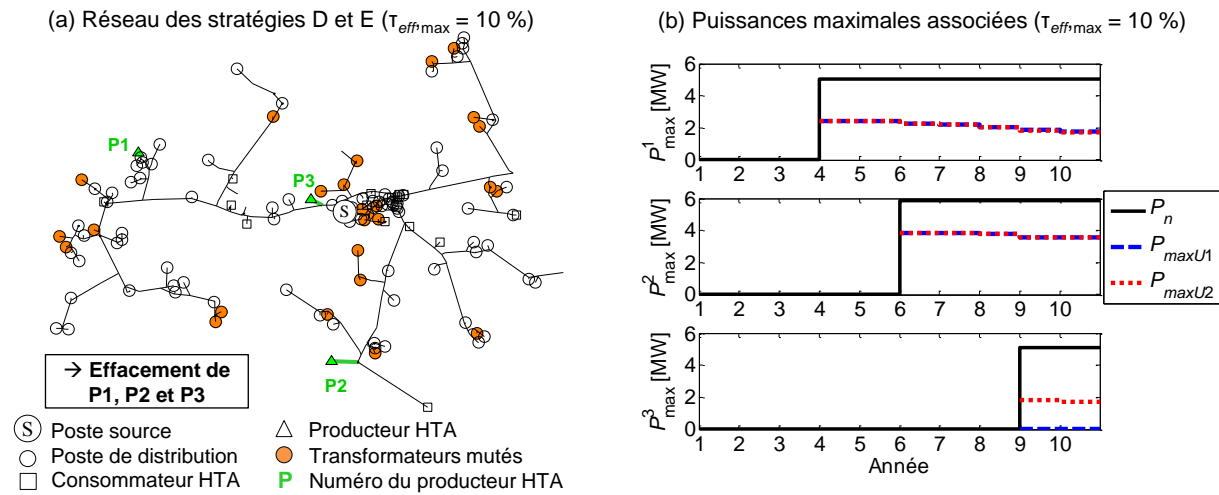 (a) Réseau des stratégies D et E (τeff,max = 10 %)
P1
P3
S
P2
→ Effacement de
P1, P2 et P3
S Poste source
Poste de distribution
Consommateur HTA
Producteur HTA
Transformateurs mutés
P Numéro du producteur HTA
(b) Puissances maximales associées (τeff,max = 10 %)
P1max [MW]
6
4
2
0
1 2 3 4 5 6 7 8 9 10
P2max [MW]
6
4
2
0
1 2 3 4 5 6 7 8 9 10
P3max [MW]
6
4
2
0
1 2 3 4 5 6 7 8 9 10
Année
Pn
PmaxU1
PmaxU2